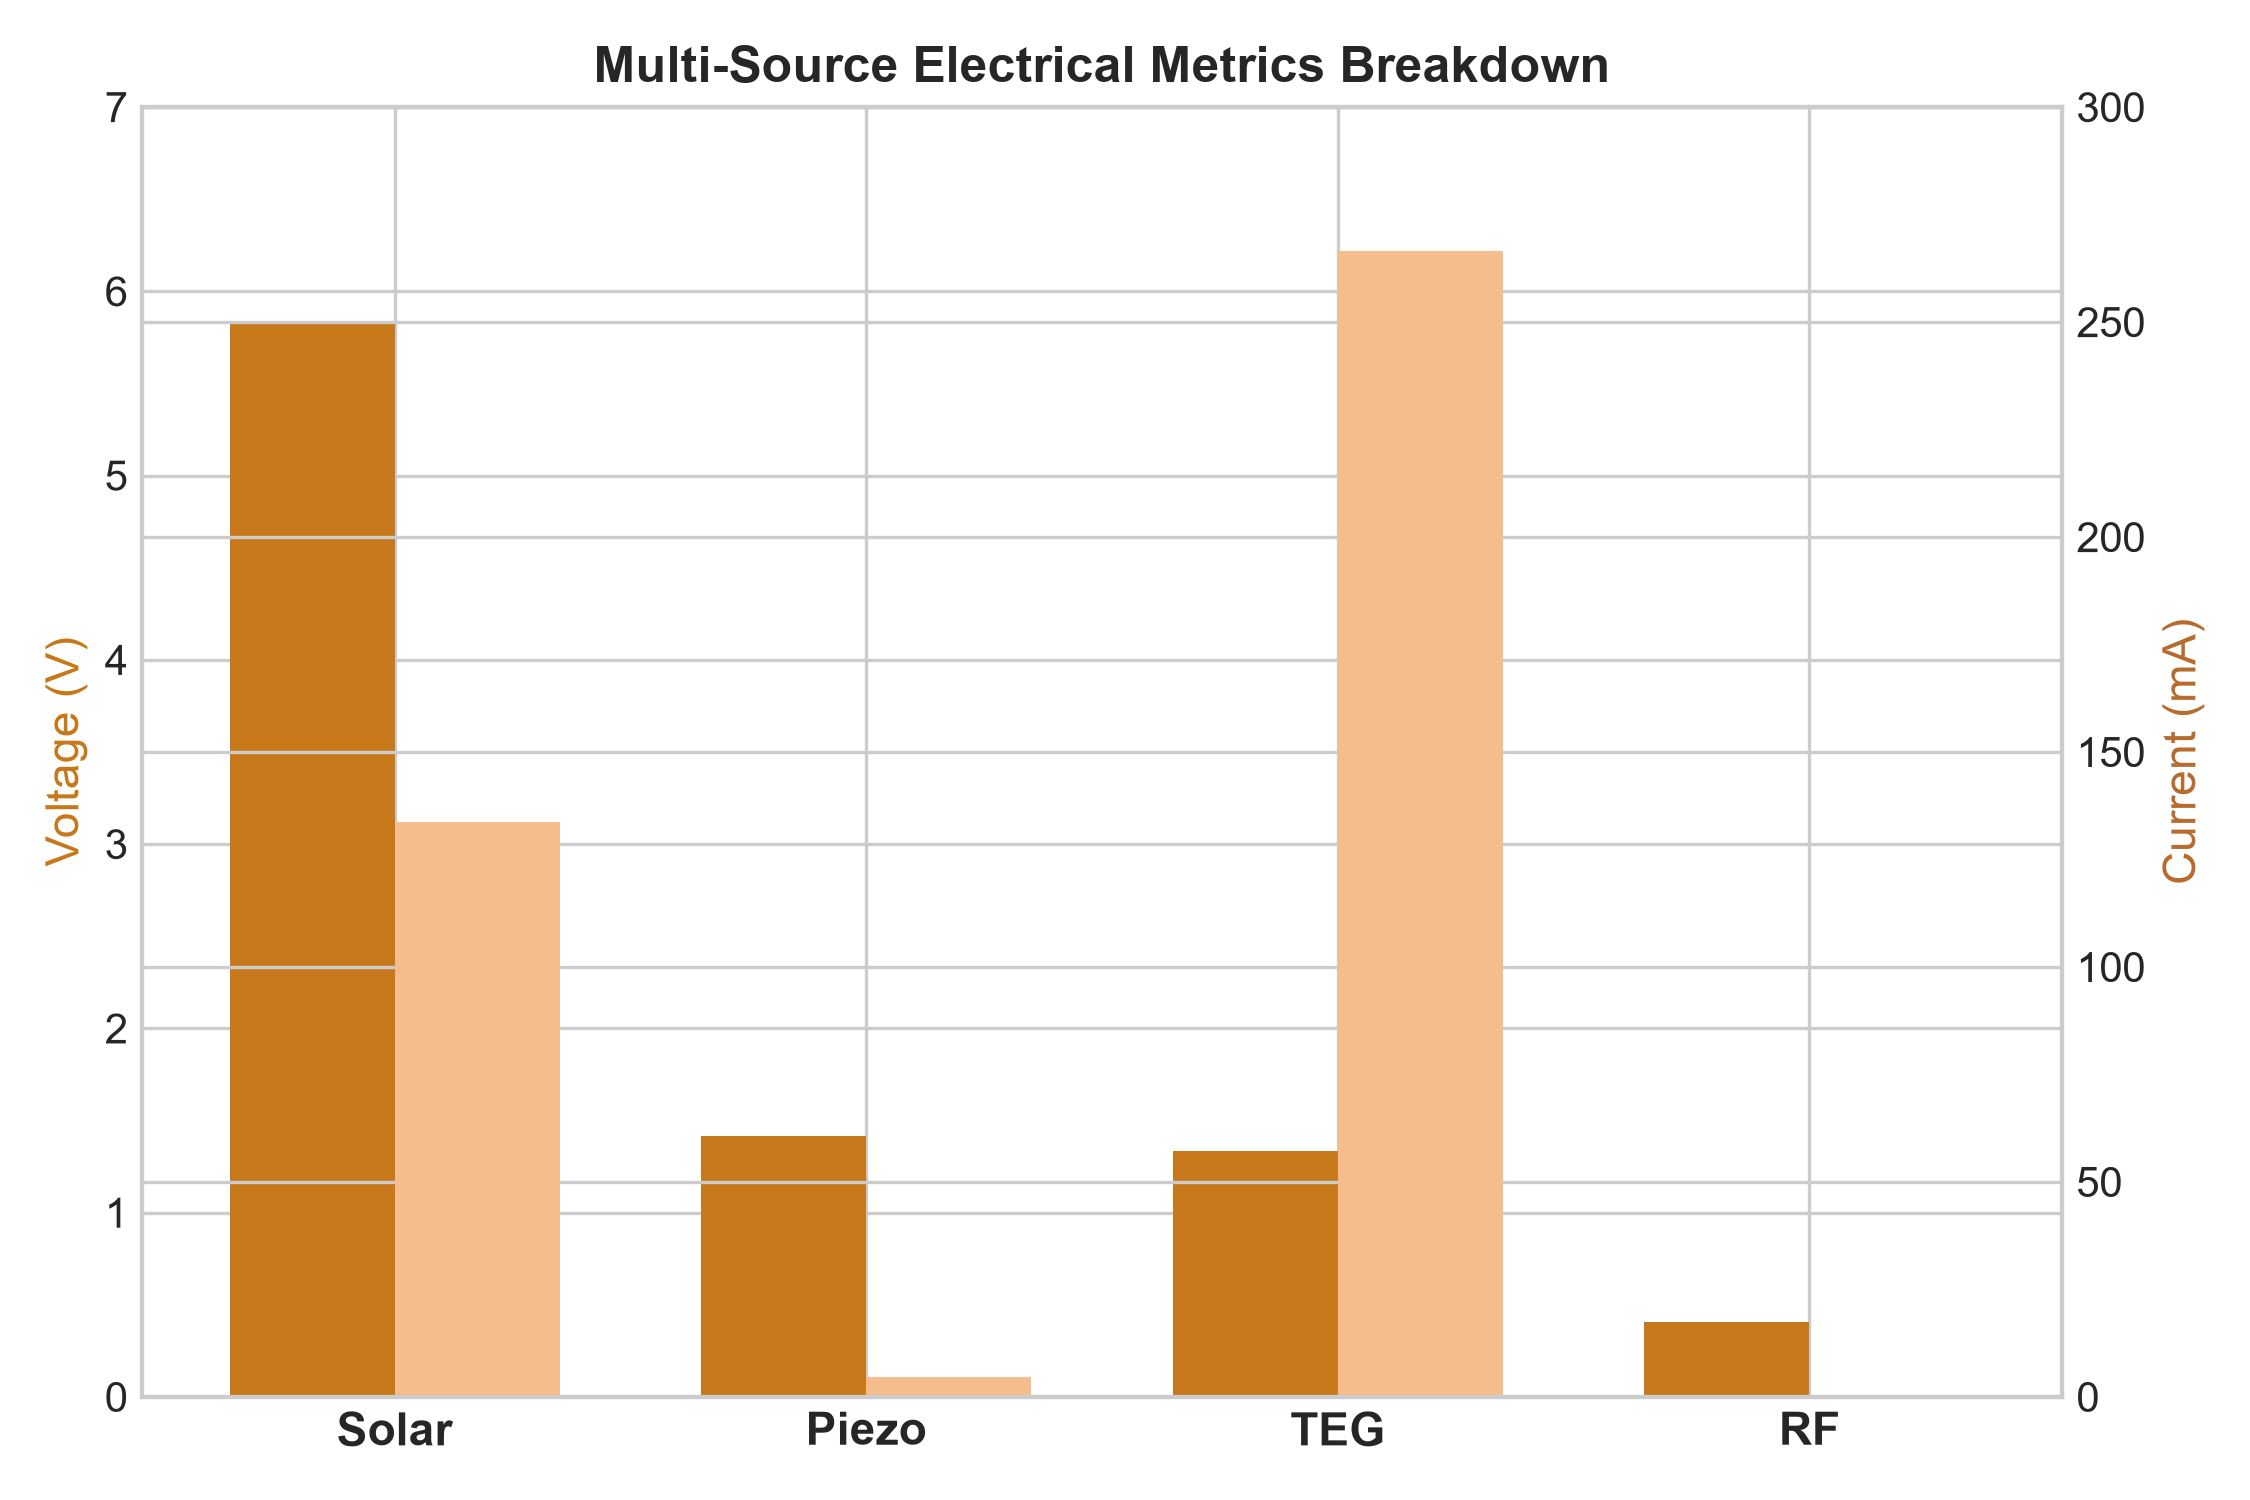 Multi-Source Electrical Metrics Breakdown
7
6
5
4
3
2
1
0
Voltage (V)
300
250
200
150
100
50
0
Current (mA)
Solar
Piezo
TEG
RF